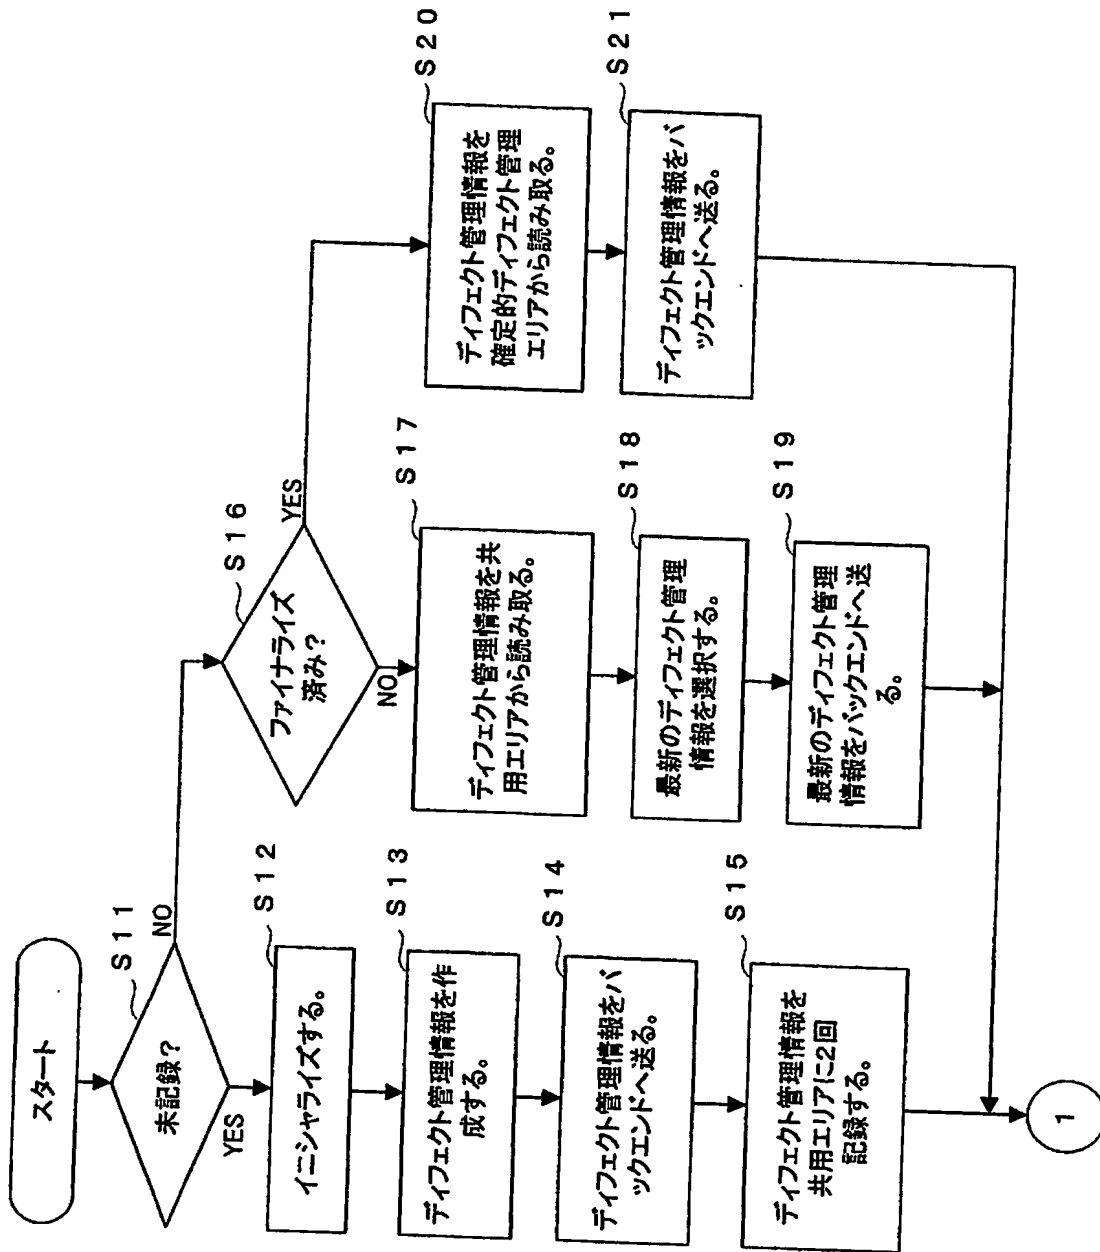 スタート
S11
未記録?
YES
NO
S12
イニシャライズする。
S13
ディフェクト管理情報を作
成する。
S14
ディフェクト管理情報をバ
ックエンドへ送る。
S15
ディフェクト管理情報を
共用エリアに2回
記録する。
S16
ファイナライズ
済み?
YES
NO
S17
ディフェクト管理情報を共
用エリアから読み取る。
S18
最新のディフェクト管理
情報を選択する。
S19
最新のディフェクト管理
情報をバックエンドへ送
る。
S20
ディフェクト管理情報を
確定的ディフェクト管理
エリアから読み取る。
S21
ディフェクト管理情報をバ
ックエンドへ送る。
1